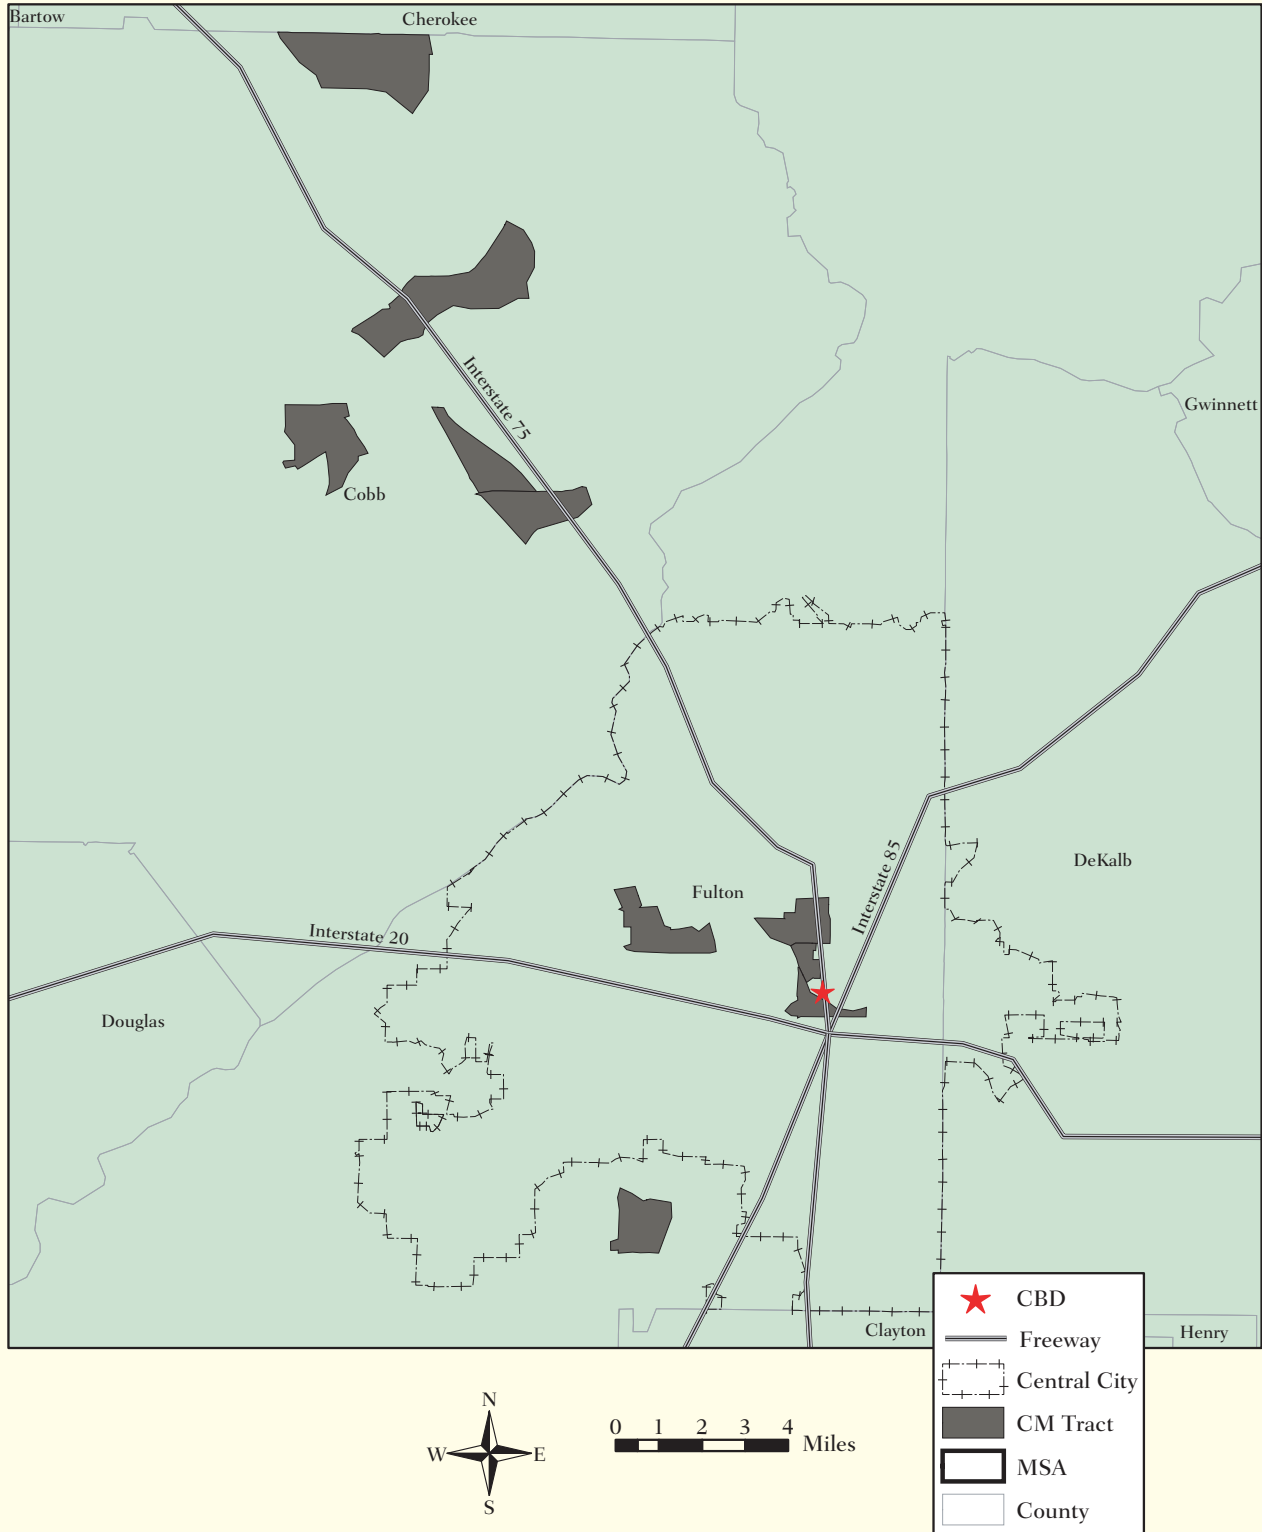 Bartow
Cherokee
Interstate 75
Gwinnett
Cobb
Interstate 85
DeKalb
Fulton
Interstate 20
Douglas
Clayton
Henry
CBD
Freeway
Central City
CM Tract
MSA
County
N
W E
S
0 1 2 3 4
Miles